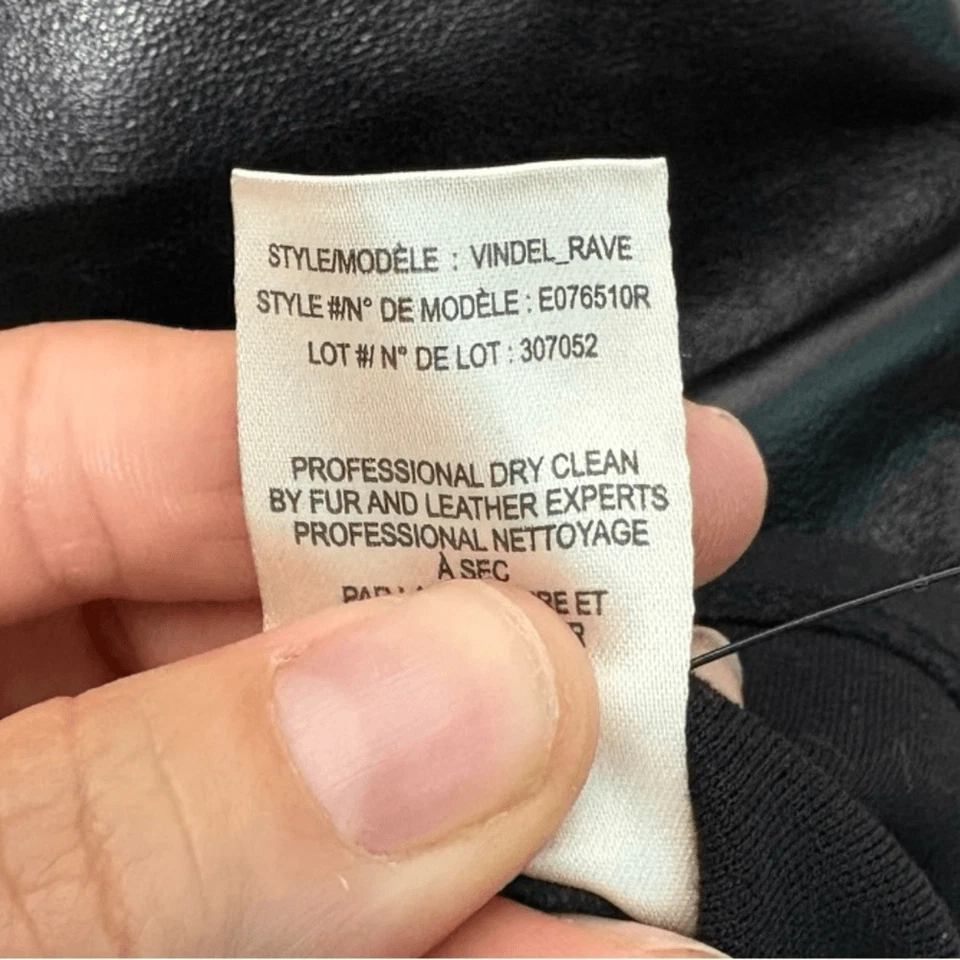 STYLE/MODÈLE : VINDEL_RAVE
STYLE #/N° DE MODÈLE : E076510R
LOT #/ N° DE LOT : 307052
PROFESSIONAL DRY CLEAN
BY FUR AND LEATHER EXPERTS
PROFESSIONAL NETTOYAGE
À SEC
ET